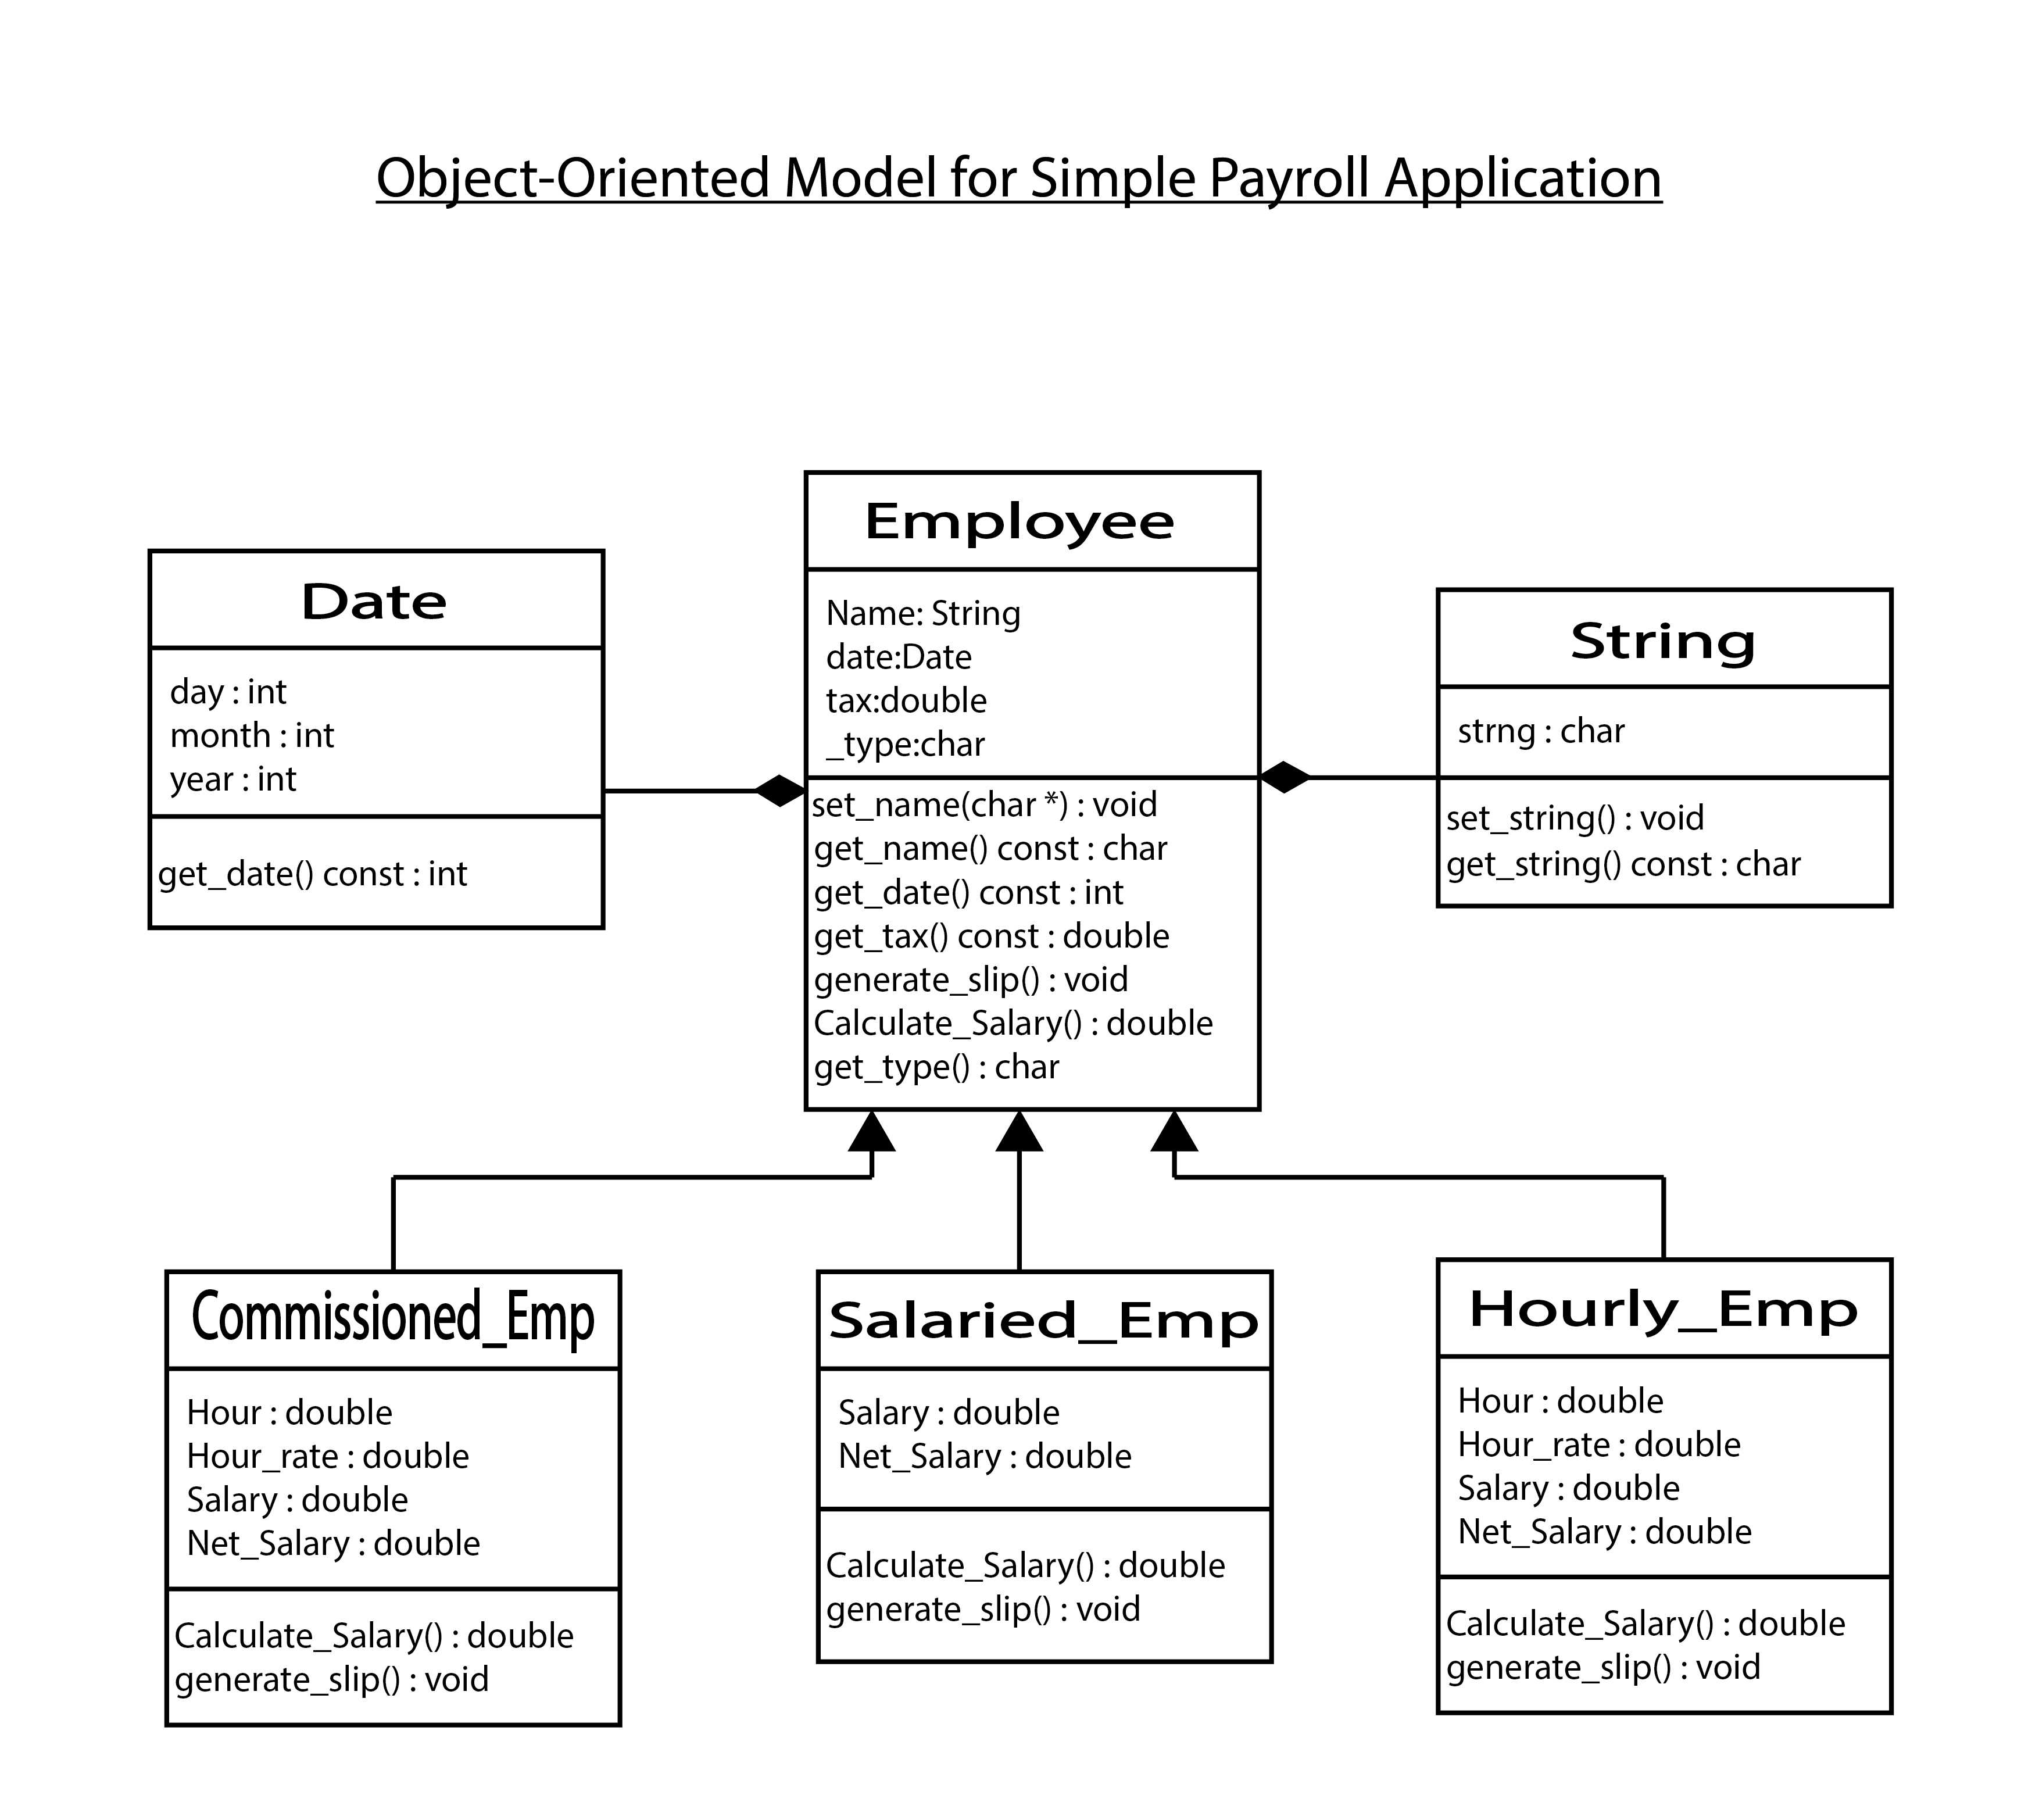 Object-Oriented Model for Simple Payroll Application
Employee
Name: String
date:Date
tax:double
_type:char
set_name(char *) : void
get_name() const : char
get_date() const : int
get_tax() const : double
generate_slip() : void
Calculate_Salary() : double
get_type() : char
Date
day : int
month : int
year : int
get_date() const : int
String
strng : char
set_string() : void
get_string() const : char
Commissioned_Emp
Hour : double
Hour_rate : double
Salary : double
Net_Salary : double
Calculate_Salary() : double
generate_slip() : void
Salaried_Emp
Salary : double
Net_Salary : double
Calculate_Salary() : double
generate_slip() : void
Hourly_Emp
Hour : double
Hour_rate : double
Salary : double
Net_Salary : double
Calculate_Salary() : double
generate_slip() : void